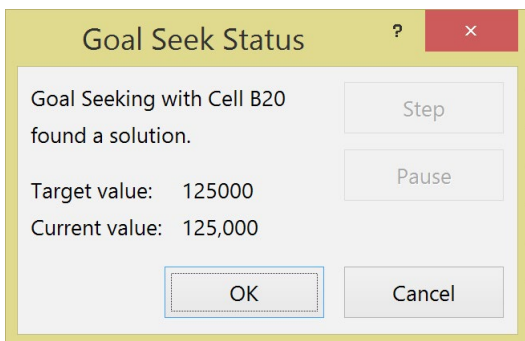 Goal Seek Status
?
×
Goal Seeking with Cell B20
found a solution.
Step
Pause
Target value: 125000
Current value: 125,000
OK
Cancel